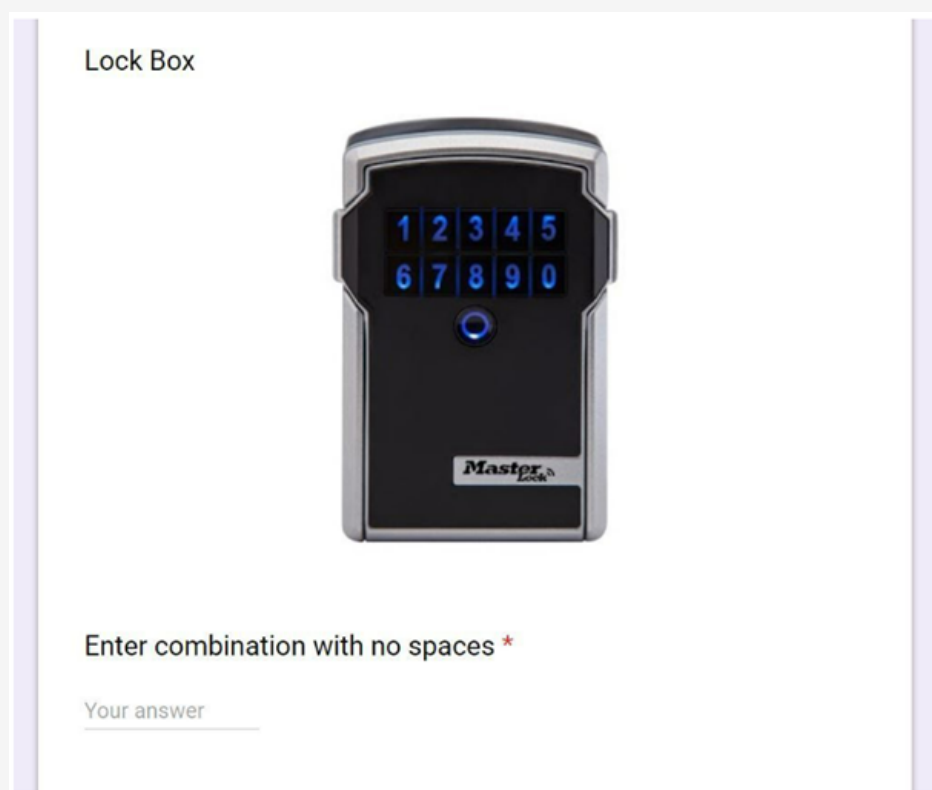 Lock Box
1 2 3 4 5
6 7 8 9 0
Master
Lock
Enter combination with no spaces *
Your answer